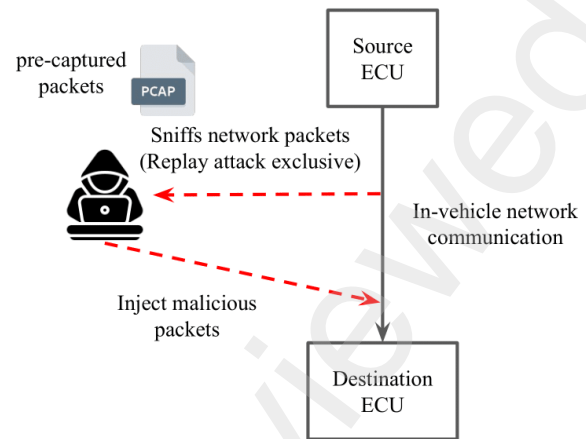 Source
ECU
pre-captured
packets
PCAP
Sniffs network packets
(Replay attack exclusive)
In-vehicle network
communication
Inject malicious
packets
Destination
ECU